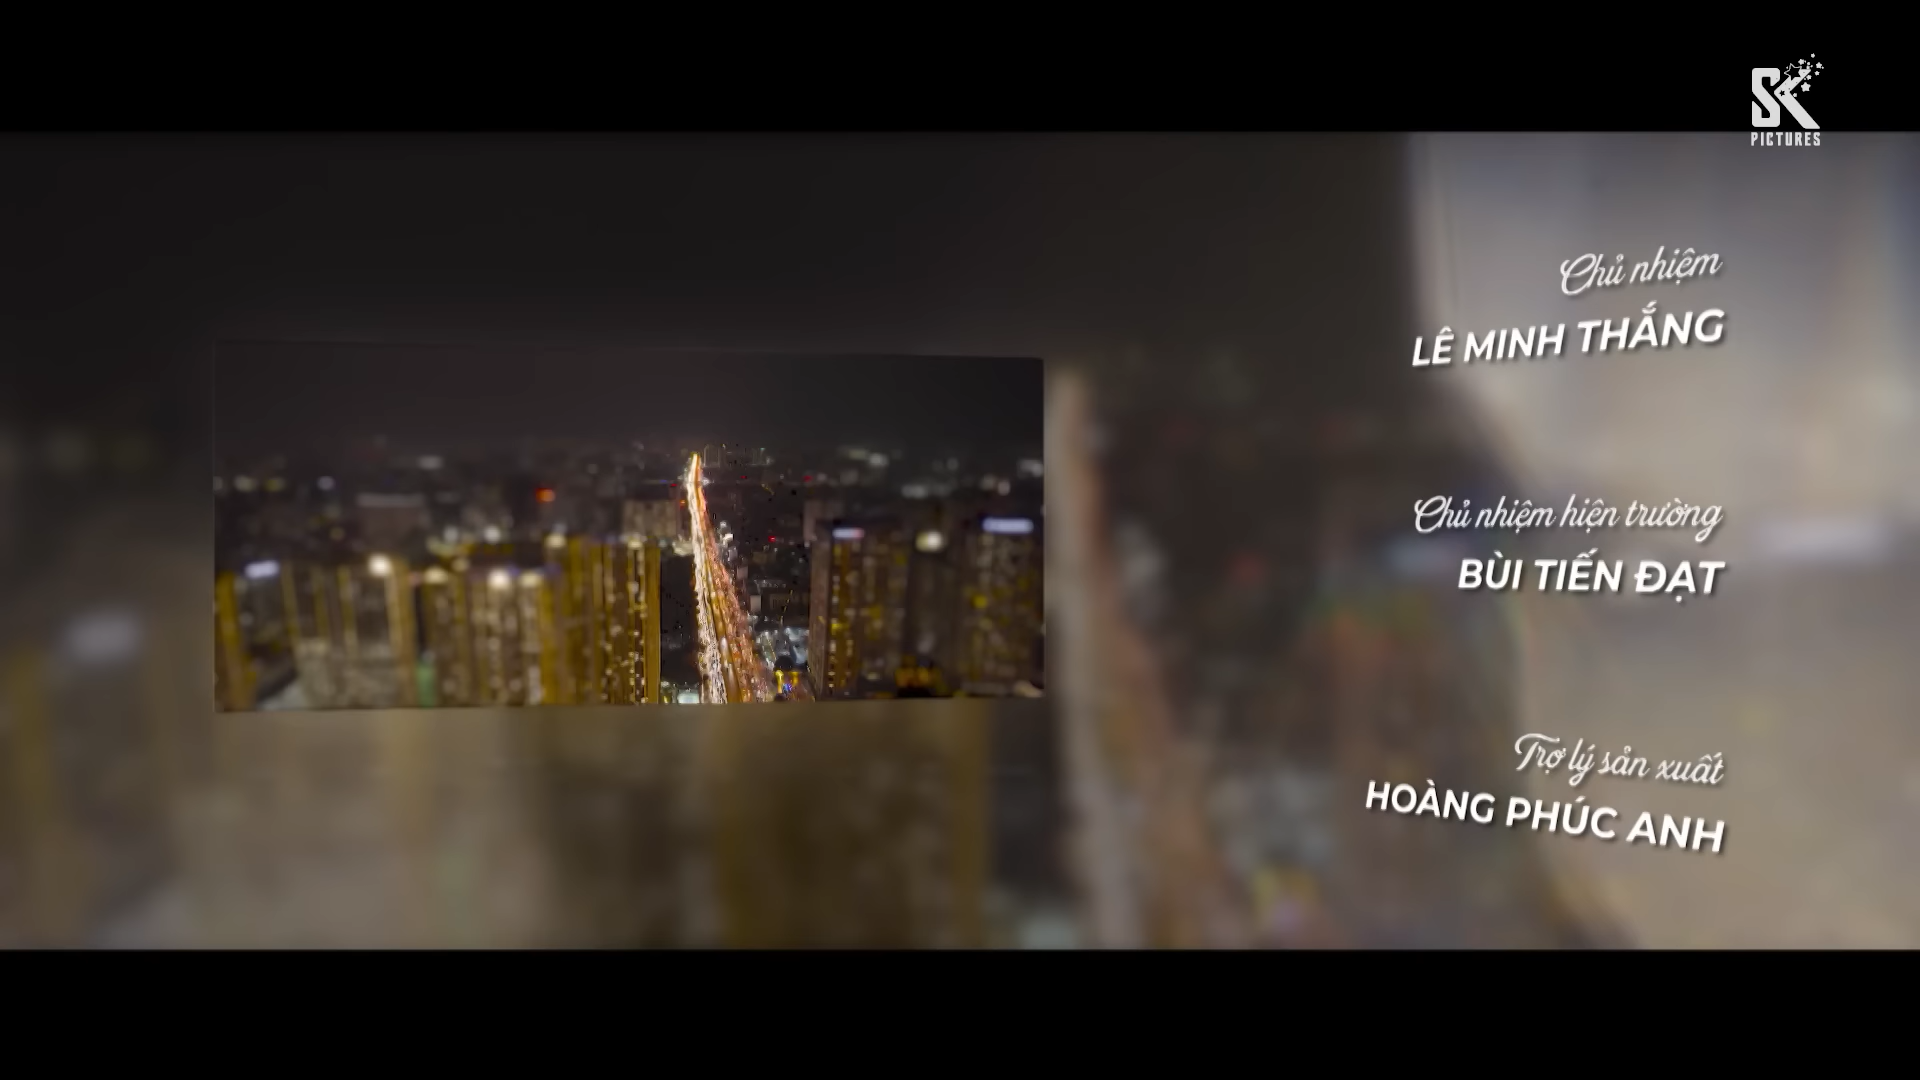 SK
PICTURES
Chủ nhiệm
LÊ MINH THẮNG
Chủ nhiệm hiện trường
BÙI TIẾN ĐẠT
Trợ lý sản xuất
HOÀNG PHÚC ANH